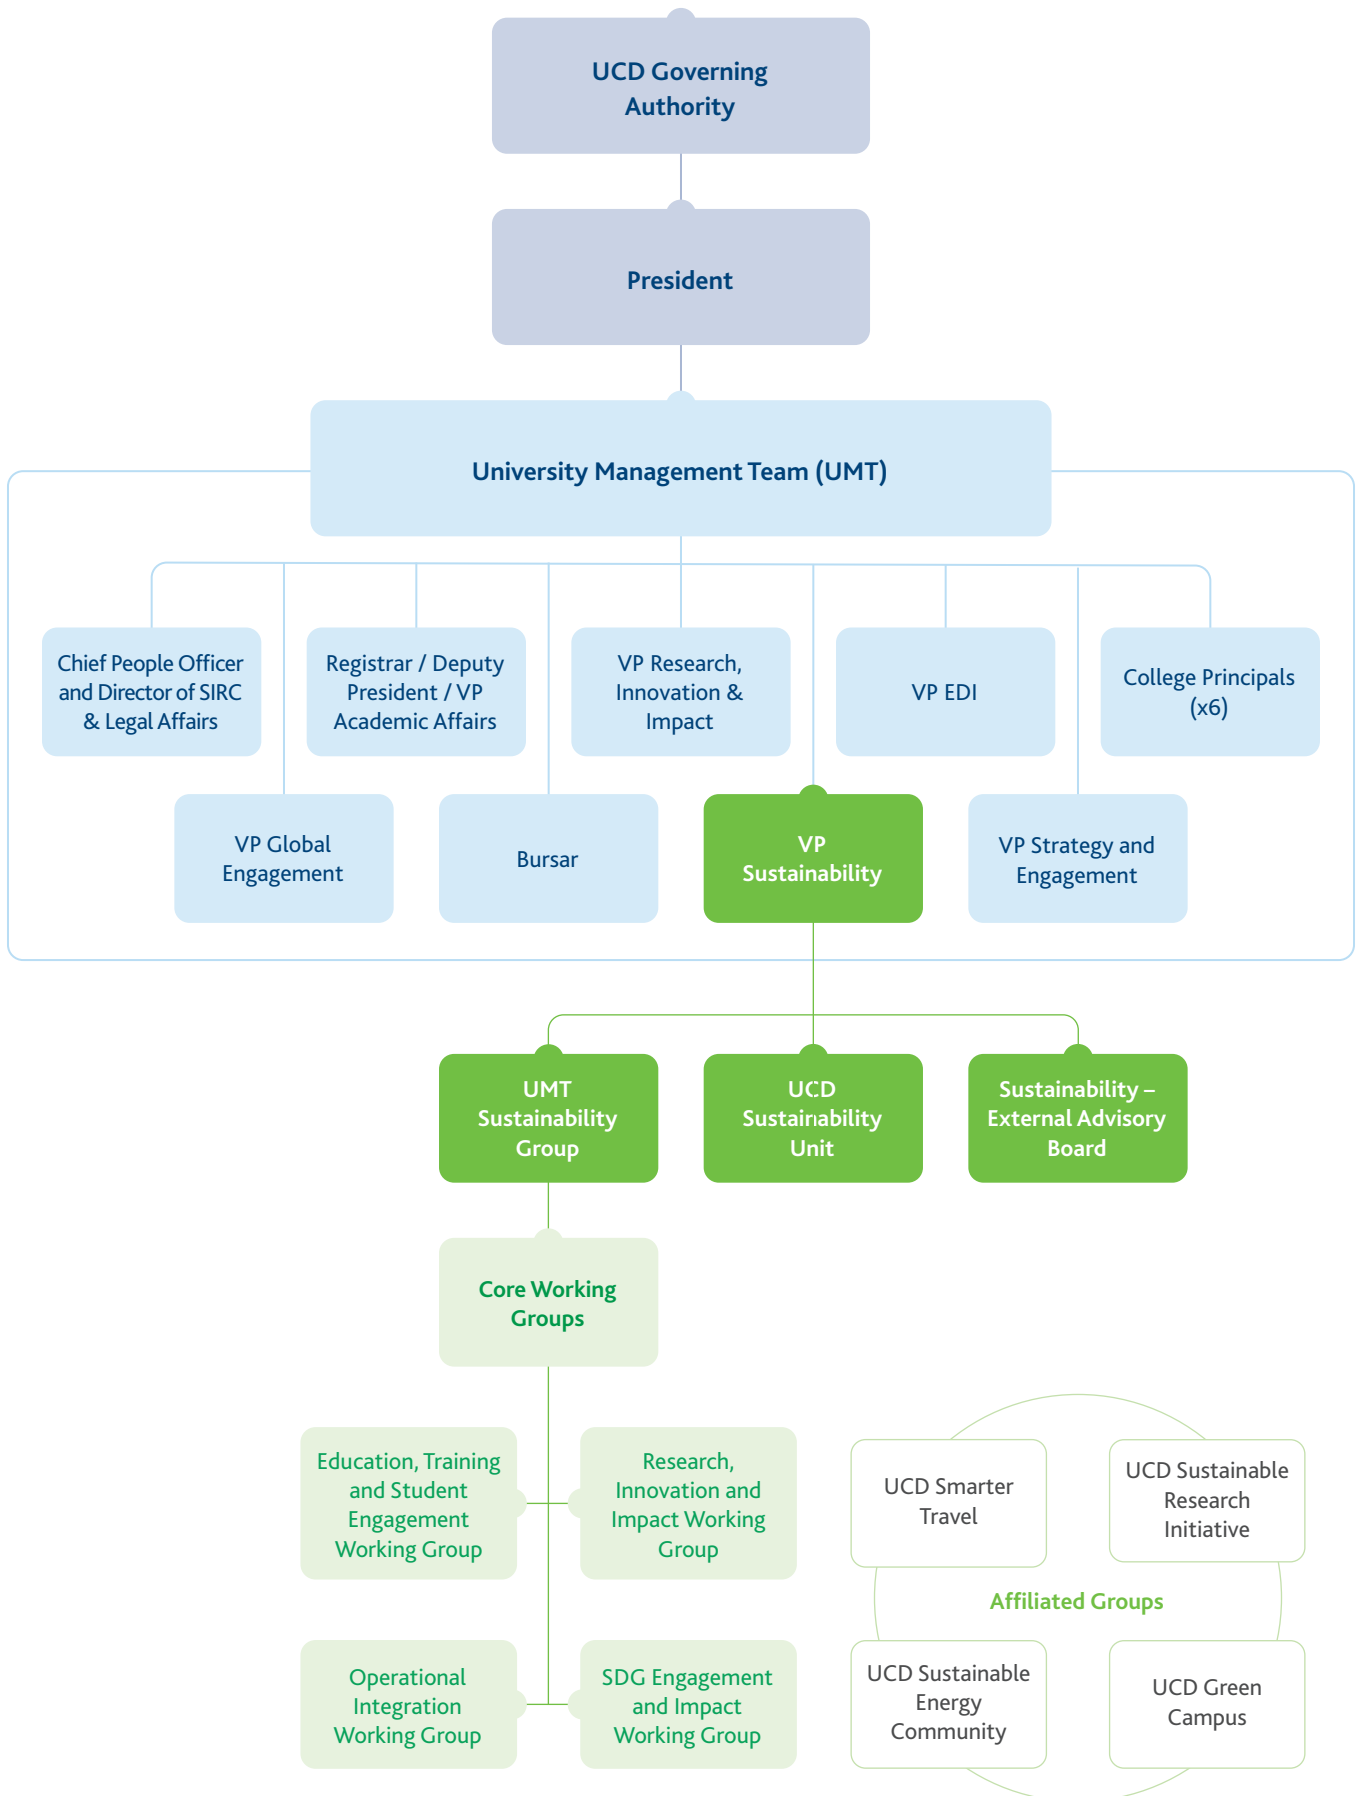 UCD Governing
Authority
President
University Management Team (UMT)
Chief People Officer
and Director of SIRC
& Legal Affairs
Registrar / Deputy
President / VP
Academic Affairs
VP Research,
Innovation &
Impact
VP EDI
College Principals
(x6)
VP Global
Engagement
Bursar
VP
Sustainability
VP Strategy and
Engagement
UMT
Sustainability
Group
UCD
Sustainability
Unit
Sustainability –
External Advisory
Board
Core Working
Groups
Education, Training
and Student
Engagement
Working Group
Research,
Innovation and
Impact Working
Group
Operational
Integration
Working Group
SDG Engagement
and Impact
Working Group
UCD Smarter
Travel
UCD Sustainable
Research
Initiative
Affiliated Groups
UCD Sustainable
Energy
Community
UCD Green
Campus